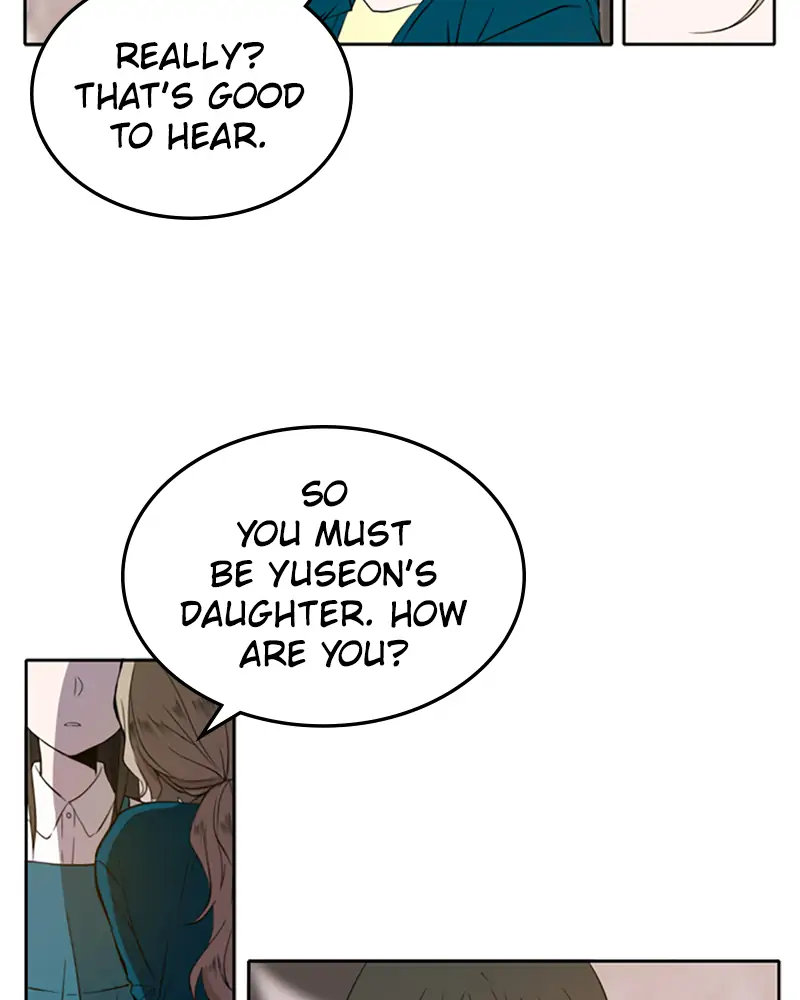 REALLY?
THAT'S GOOD
TO HEAR.
SO
YOU MUST
BE YUSEON'S
DAUGHTER. HOW
ARE YOU?